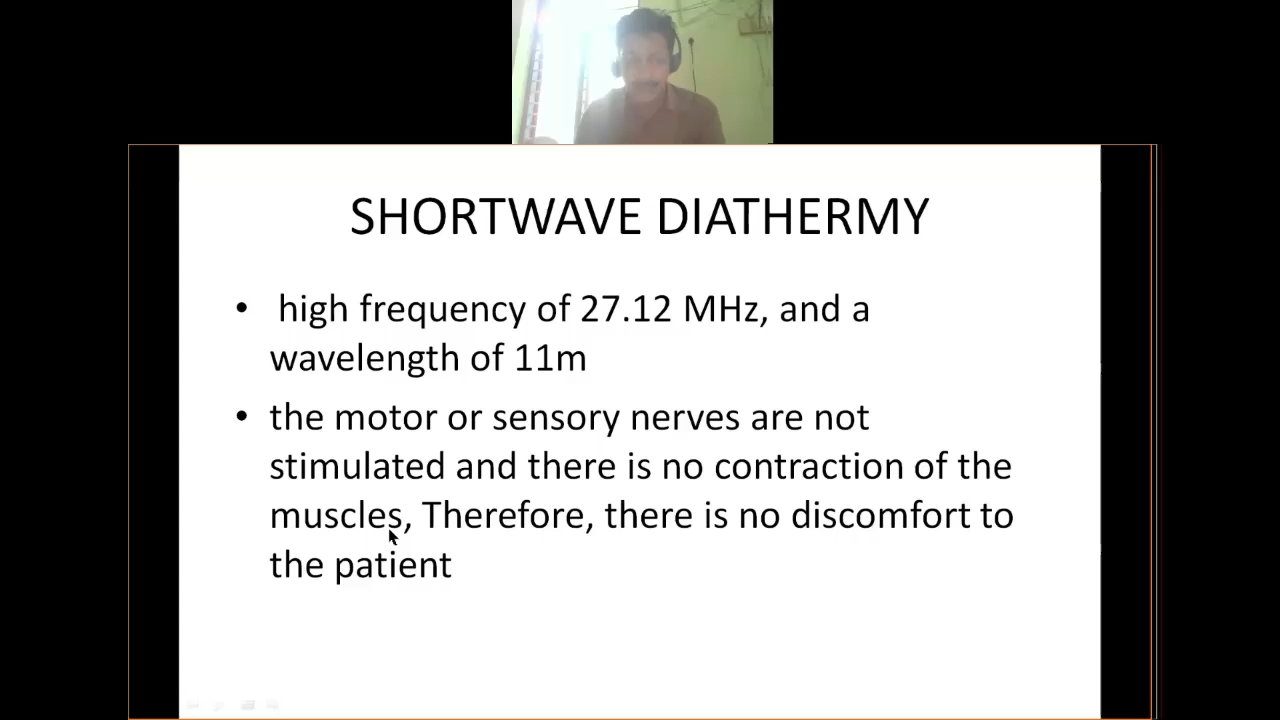 SHORTWAVE DIATHERMY
• high frequency of 27.12 MHz, and a
wavelength of 11m
• the motor or sensory nerves are not
stimulated and there is no contraction of the
muscles, Therefore, there is no discomfort to
the patient